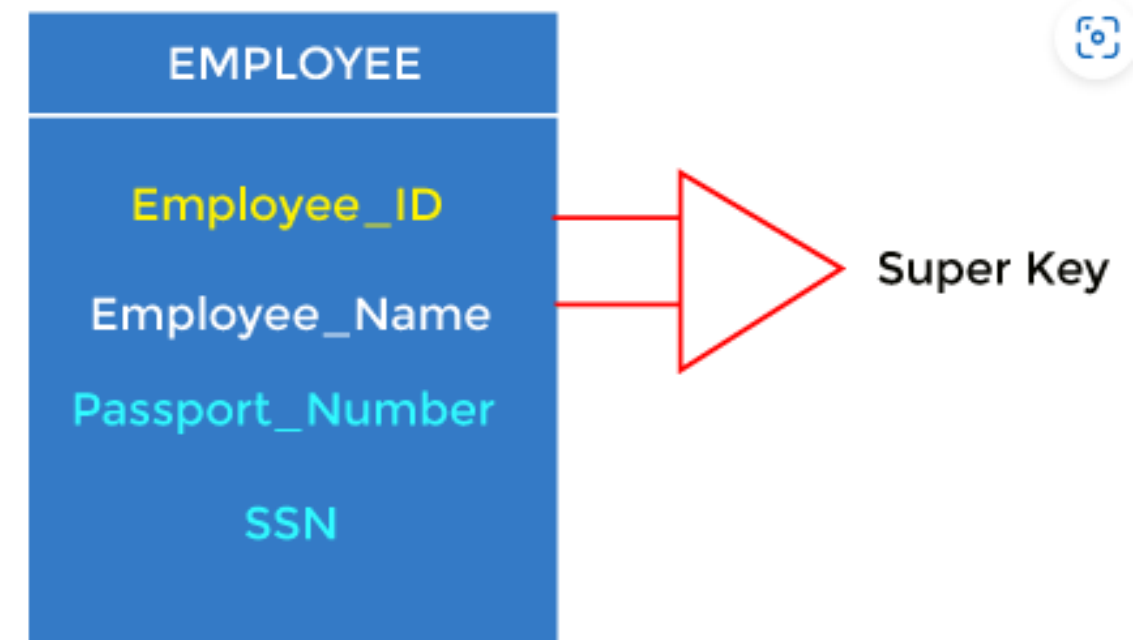 EMPLOYEE
Employee_ID
Employee_Name
Super Key
Passport_Number
SSN